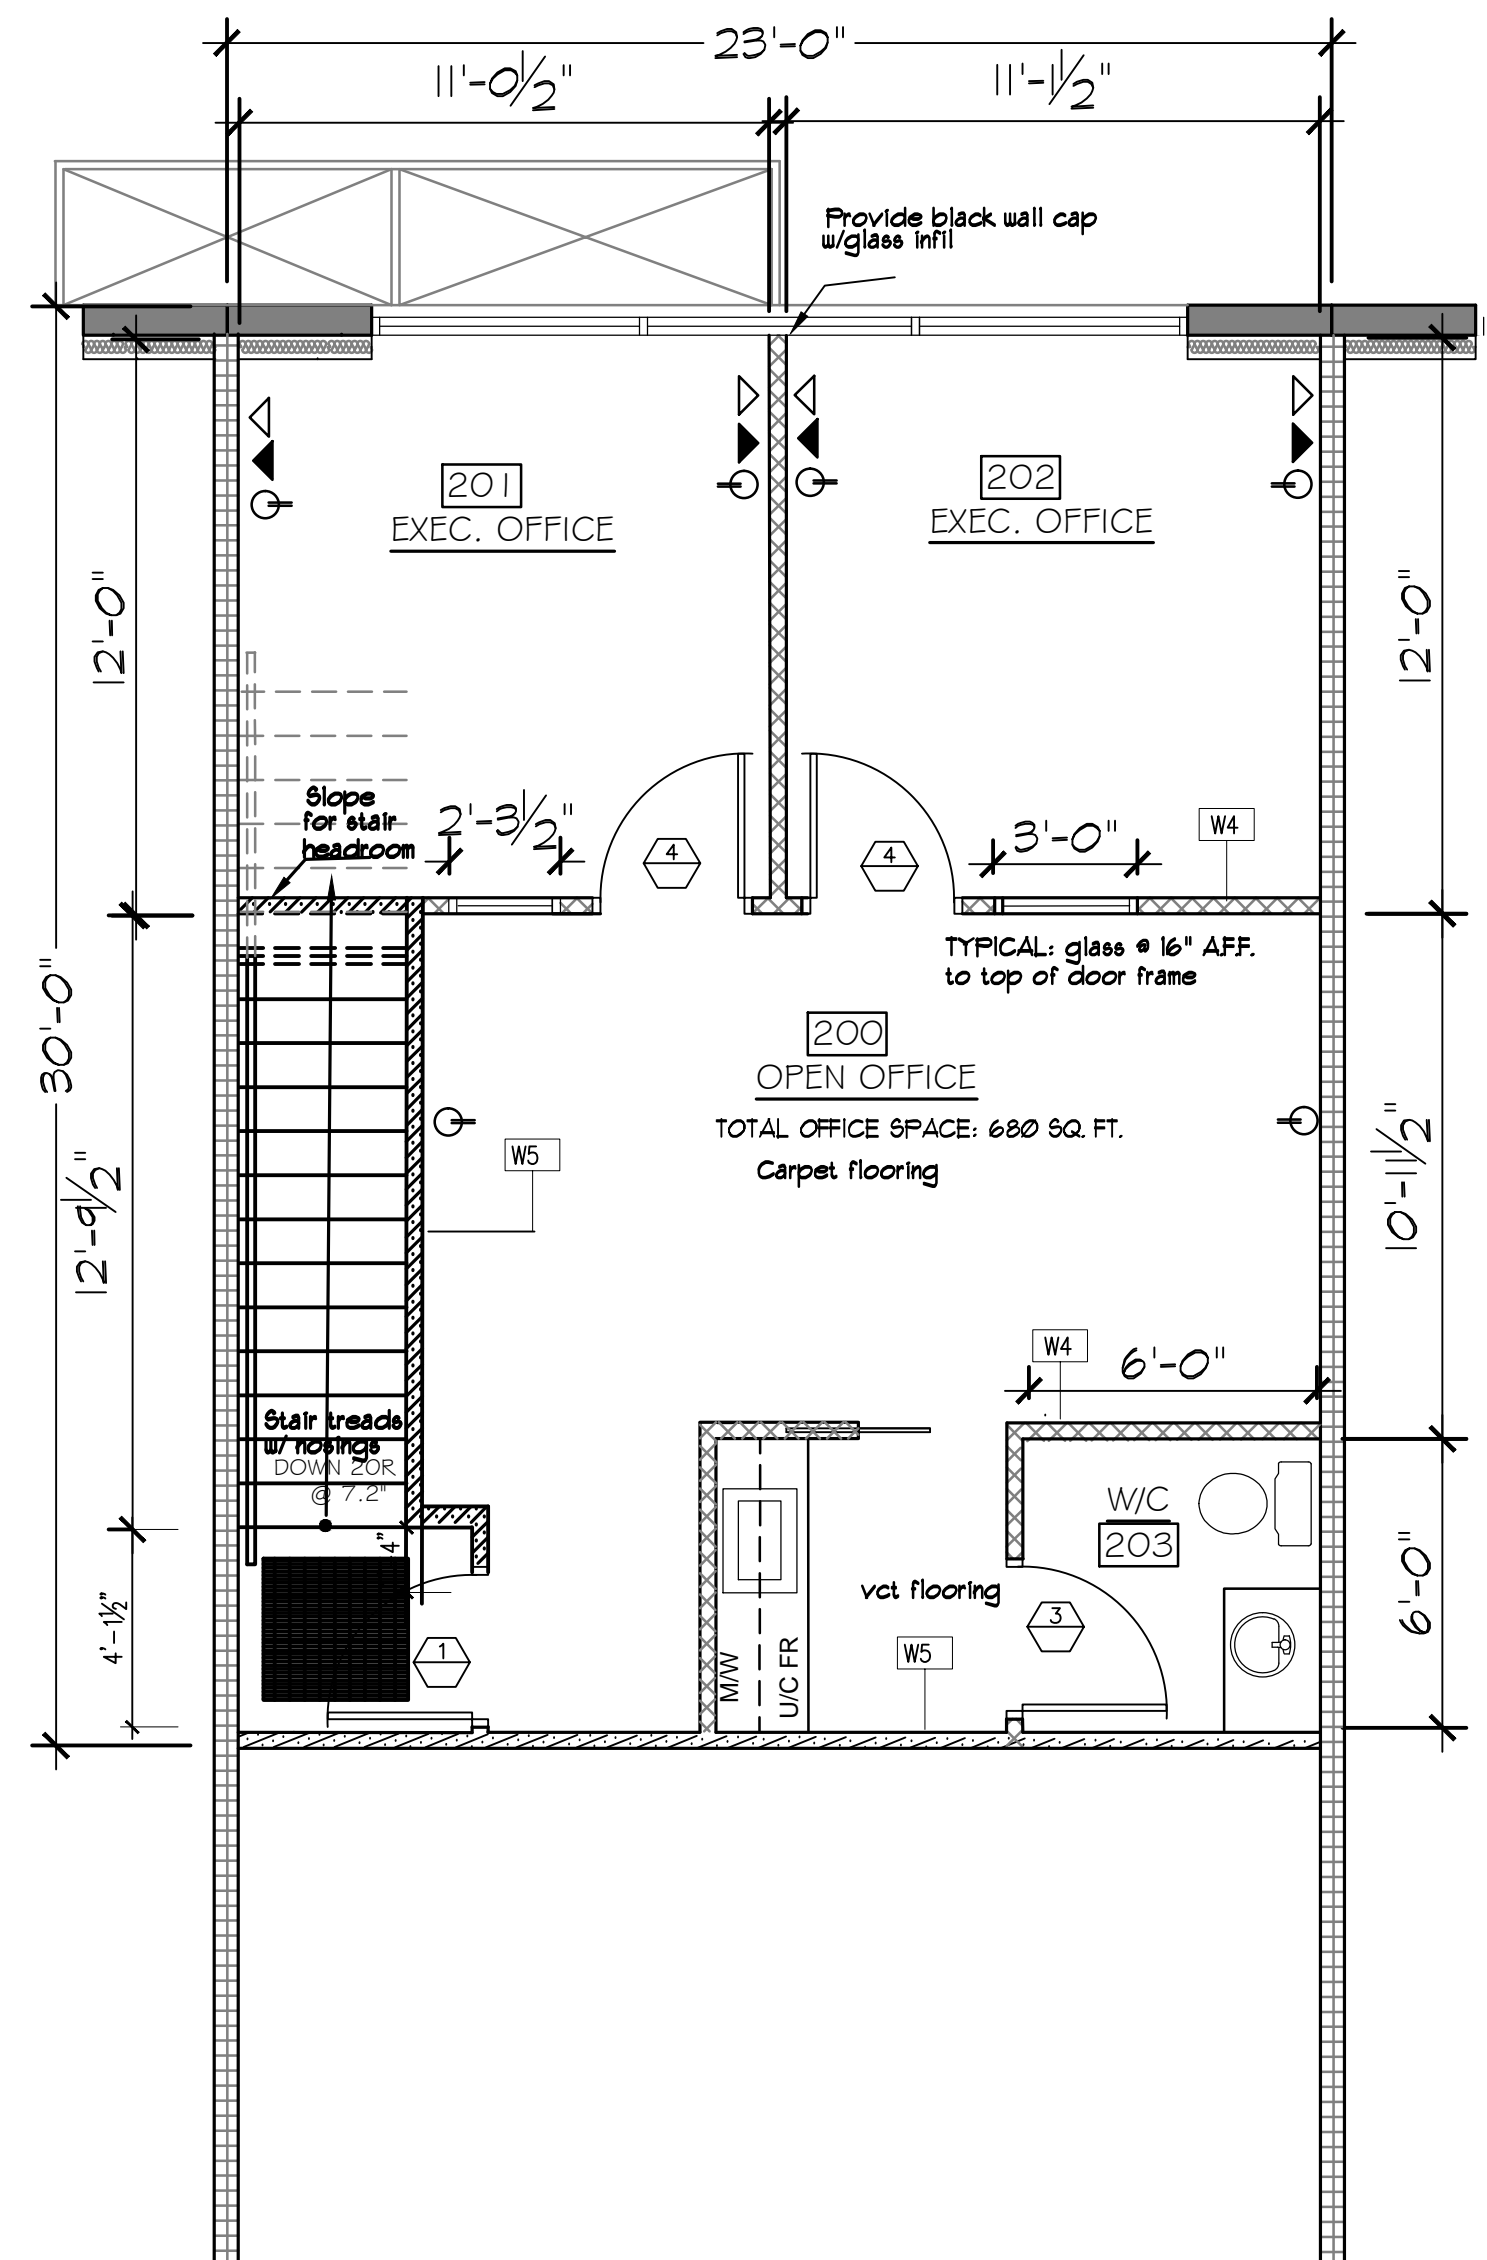 23'-0"
11'-0½"
11'-1½"
Provide black wall cap
w/glass infil
201
EXEC. OFFICE
202
EXEC. OFFICE
12'-0"
12'-0"
Slope
for stair
headroom
2'-3½"
3'-0"
W4
4
4
TYPICAL: glass @ 16" A.F.F.
to top of door frame
30'-0"
200
OPEN OFFICE
TOTAL OFFICE SPACE: 680 SQ. FT.
Carpet flooring
W5
12'-9½"
10'-11½"
W4
6'-0"
Stair treads
w/ nosings
DOWN 20R
@ 7.2"
4"
W/C
203
vct flooring
4'-1½"
6'-0"
1
3
M/W
U/C FR
W5